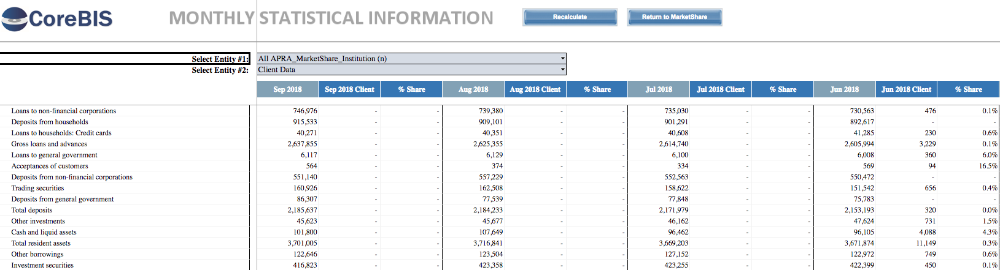 CoreBIS MONTHLY STATISTICAL INFORMATION Recalculate Return to MarketShare
Select Entity #1: All APRA_MarketShare_Institution (n)
Select Entity #2: Client Data
Sep 2018 Sep 2018 Client % Share Aug 2018 Aug 2018 Client % Share Jul 2018 Jul 2018 Client % Share Jun 2018 Jun 2018 Client % Share
Loans to non-financial corporations 746,976 - - 739,380 - - 735,030 - - 730,563 476 0.1%
Deposits from households 915,533 - - 909,101 - - 901,291 - - 892,617 - -
Loans to households: Credit cards 40,271 - - 40,351 - - 40,608 - - 41,285 230 0.6%
Gross loans and advances 2,637,855 - - 2,625,355 - - 2,614,740 - - 2,605,994 3,229 0.1%
Loans to general government 6,117 - - 6,129 - - 6,100 - - 6,008 360 6.0%
Acceptances of customers 564 - - 374 - - 334 - - 569 94 16.5%
Deposits from non-financial corporations 551,140 - - 557,229 - - 552,563 - - 550,472 - -
Trading securities 160,926 - - 162,508 - - 158,622 - - 151,542 656 0.4%
Deposits from general government 86,307 - - 77,539 - - 77,848 - - 75,783 - -
Total deposits 2,185,637 - - 2,184,233 - - 2,171,979 - - 2,153,193 320 0.0%
Other investments 45,623 - - 45,677 - - 46,162 - - 47,624 731 1.5%
Cash and liquid assets 101,800 - - 107,649 - - 96,462 - - 96,105 4,088 4.3%
Total resident assets 3,701,005 - - 3,716,841 - - 3,669,203 - - 3,671,874 11,149 0.3%
Other borrowings 122,646 - - 123,504 - - 127,152 - - 122,972 749 0.6%
Investment securities 416,823 - - 423,358 - - 423,255 - - 422,399 450 0.1%